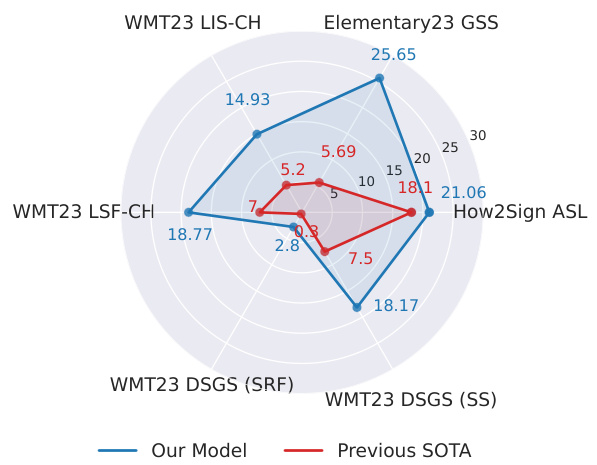 WMT23 LIS-CH
Elementary23 GSS
25.65
14.93
30
25
20
5.69
15
5.2
10
5
18.1
21.06
7
WMT23 LSF-CH
How2Sign ASL
18.77
0.3
2.8
7.5
18.17
WMT23 DSGS (SRF)
WMT23 DSGS (SS)
Our Model
Previous SOTA